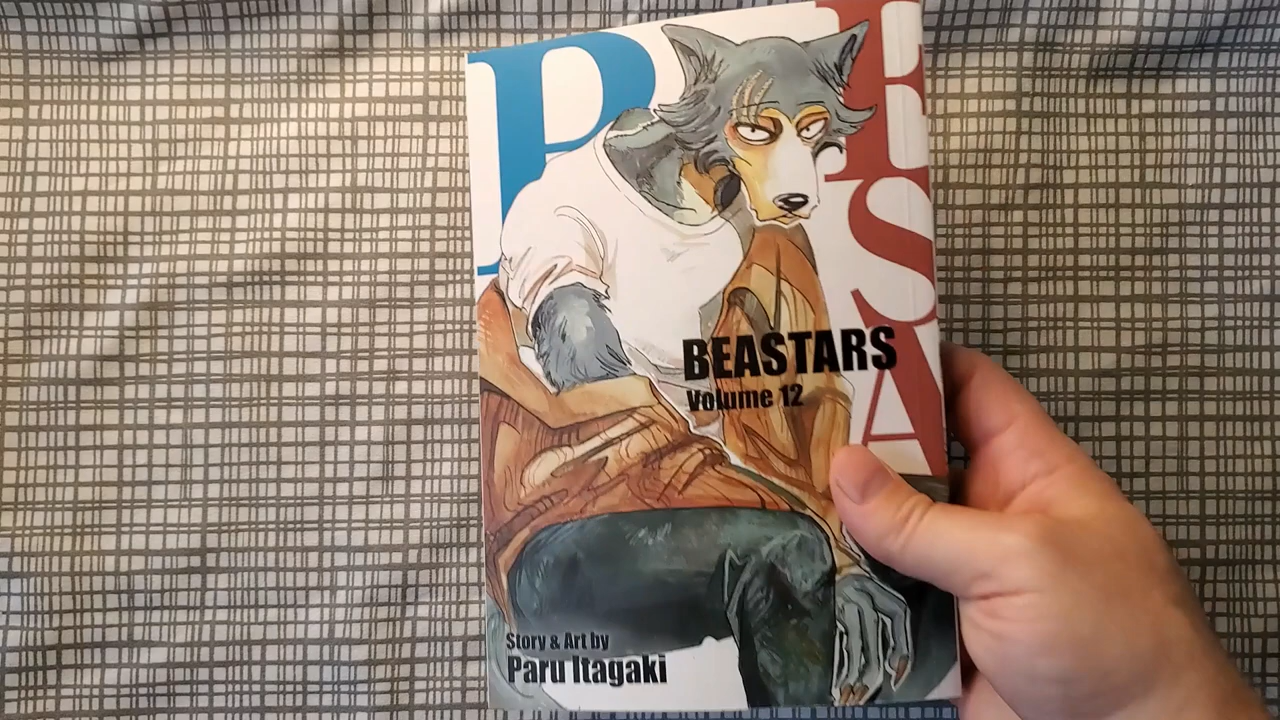 B E
S
A
BEASTARS
Volume 12
Story & Art by
Paru Itagaki